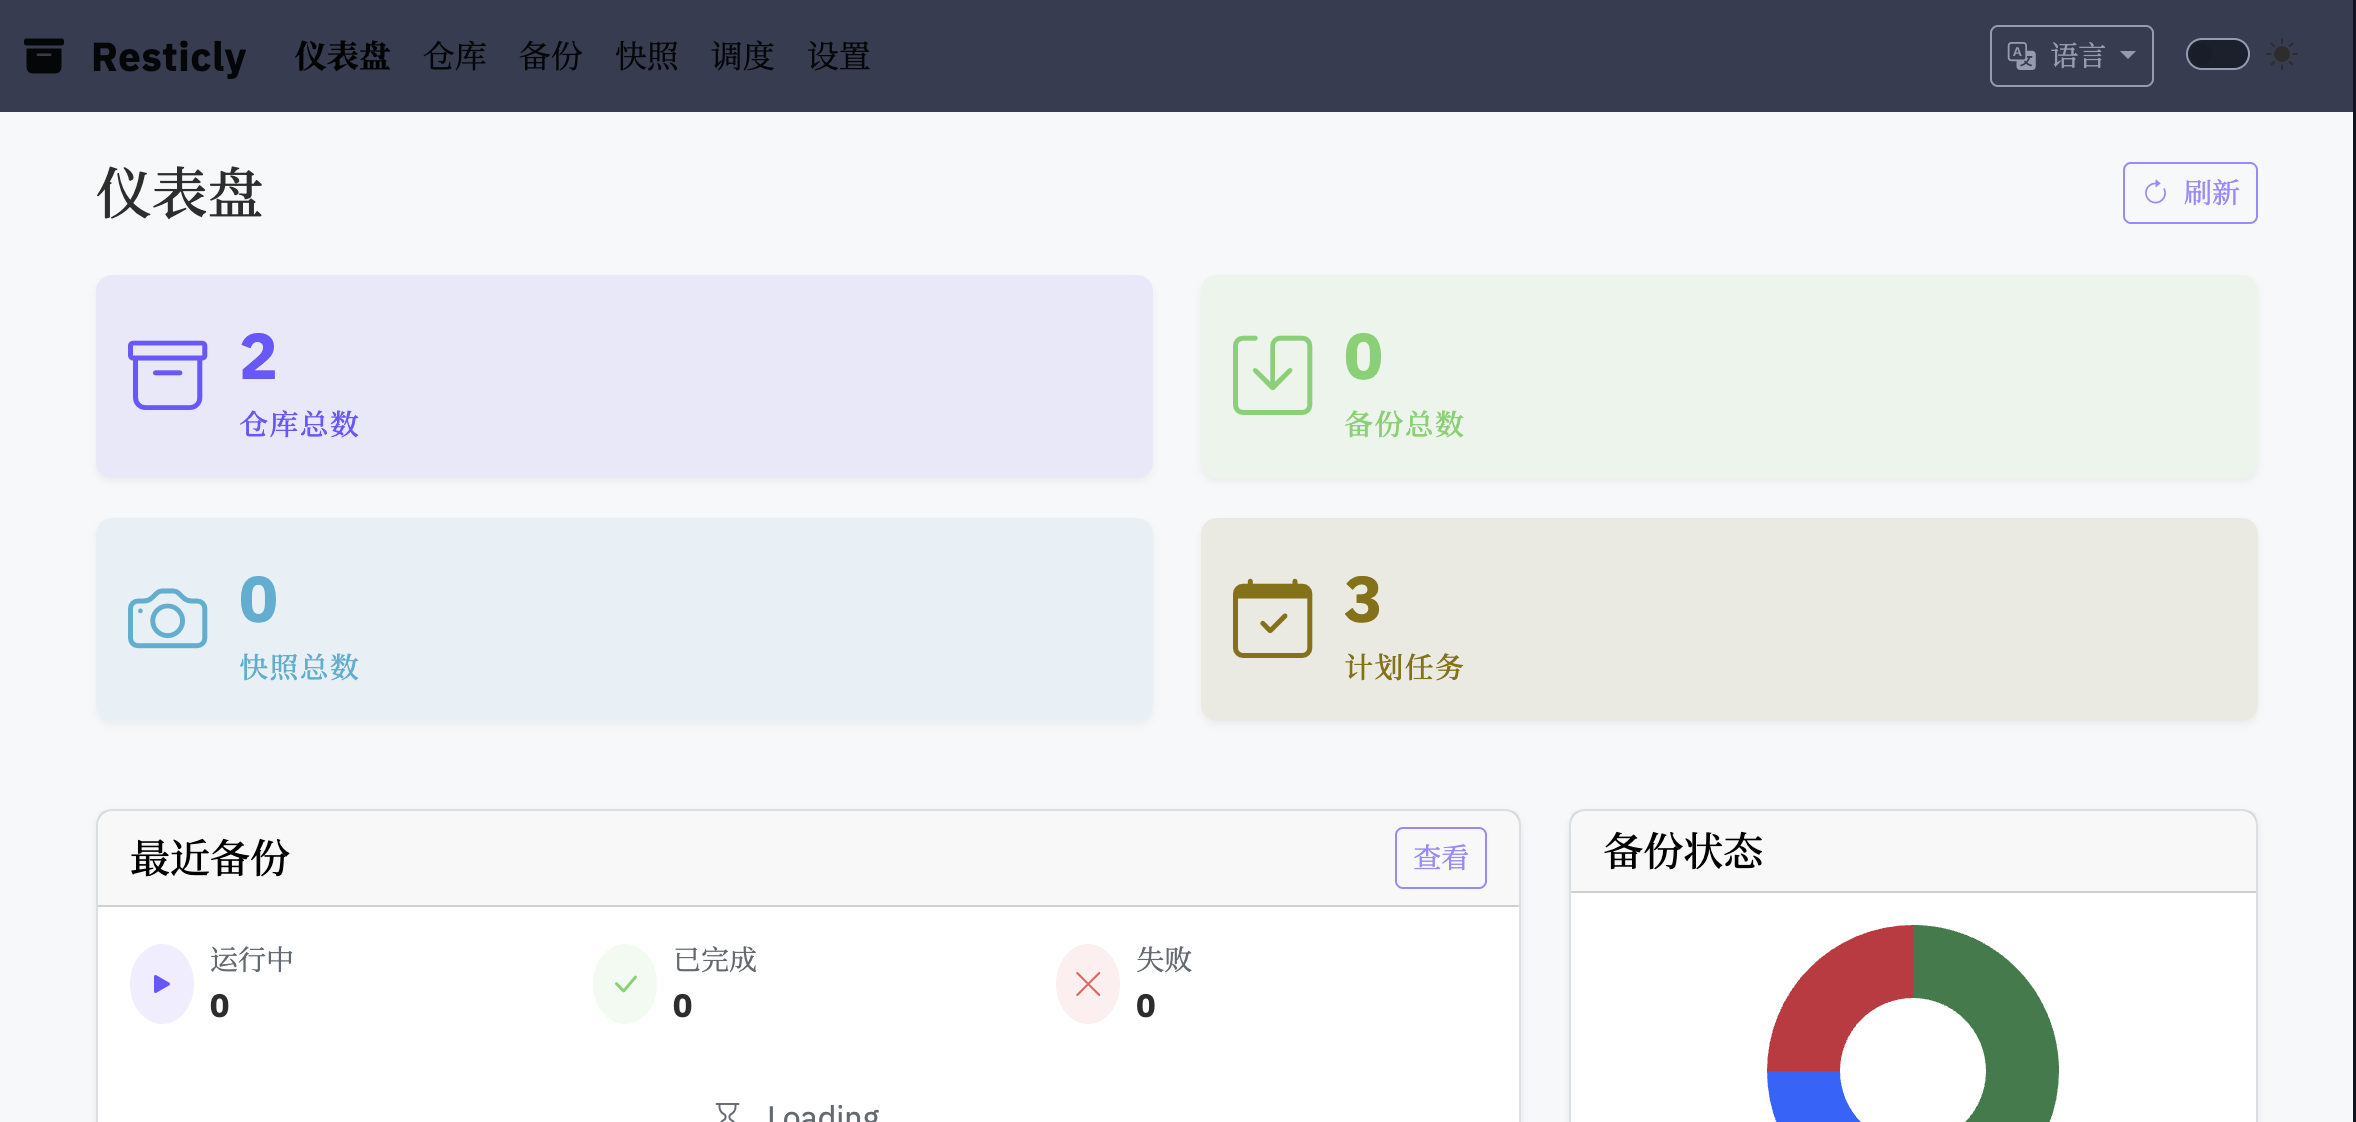 Resticly 仪表盘 仓库 备份 快照 调度 设置 语言
仪表盘
刷新
2
仓库总数
0
备份总数
0
快照总数
3
计划任务
最近备份
查看
运行中
0
已完成
0
失败
0
Loading
备份状态